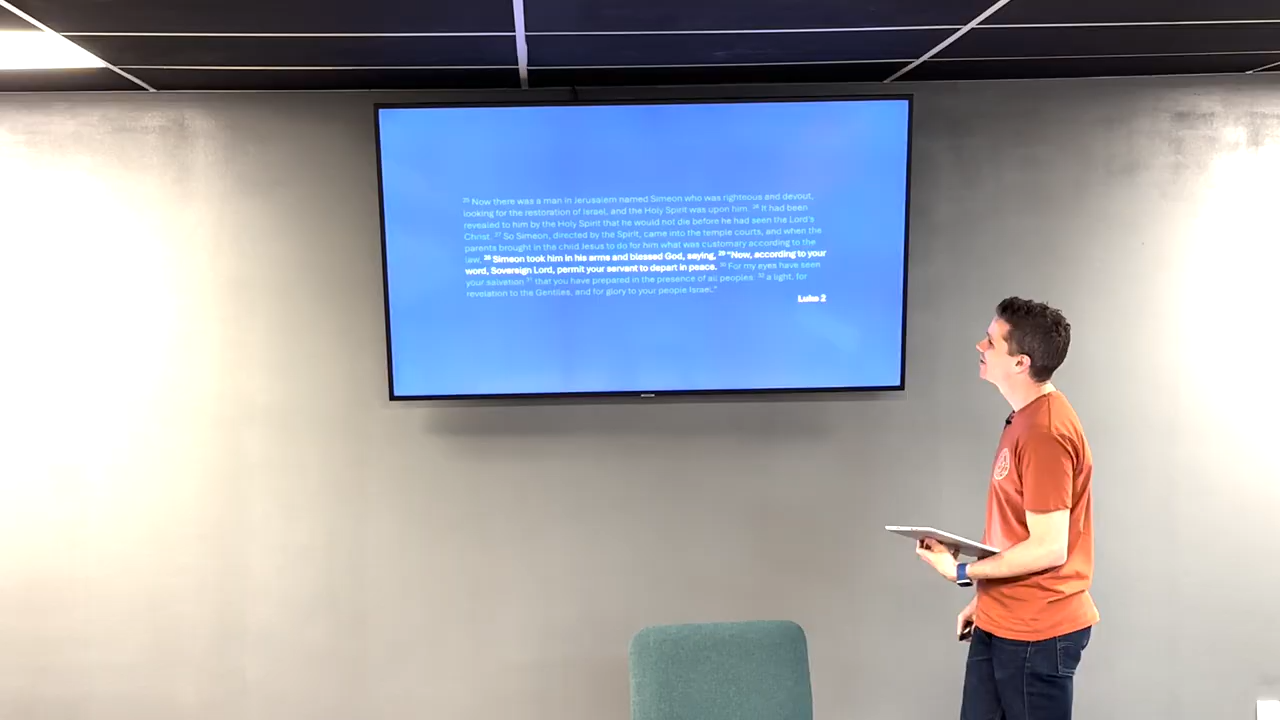 25 Now there was a man in Jerusalem named Simeon who was righteous and devout,
looking for the restoration of Israel, and the Holy Spirit was upon him. 26 It had been
revealed to him by the Holy Spirit that he would not die before he had seen the Lord's
Christ. 27 So Simeon, directed by the Spirit, came into the temple courts, and when the
parents brought in the child Jesus to do for him what was customary according to the
law, 28 Simeon took him in his arms and blessed God, saying, 29 "Now, according to your
word, Sovereign Lord, permit your servant to depart in peace. 30 For my eyes have seen
your salvation 31 that you have prepared in the presence of all peoples: 32 a light, for
revelation to the Gentiles, and for glory to your people Israel."
Luke 2